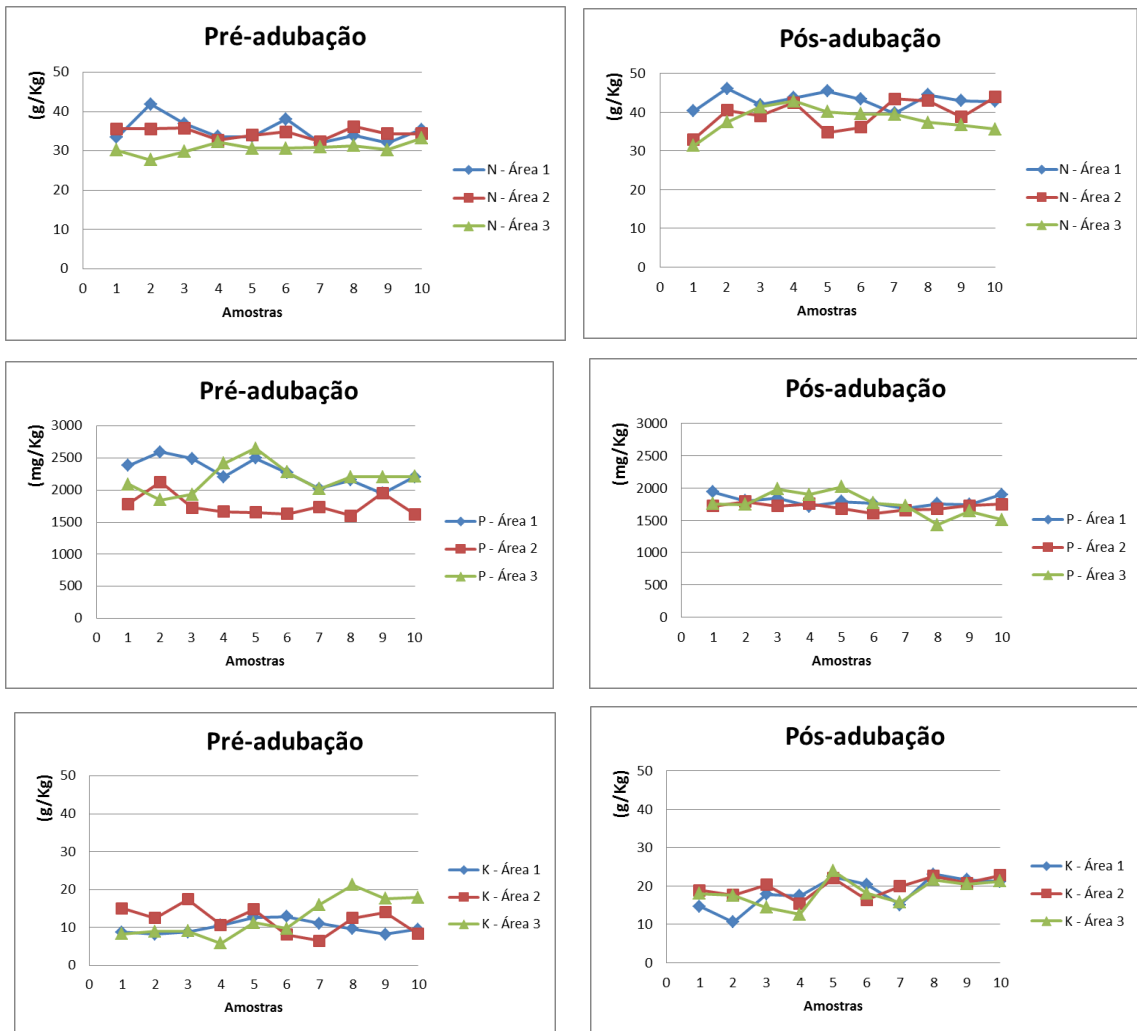 Pré-adubação
(g/Kg)
50
40
30
20
10
0
0 1 2 3 4 5 6 7 8 9 10
Amostras
N - Área 1
N - Área 2
N - Área 3
Pós-adubação
(g/Kg)
50
40
30
20
10
0
0 1 2 3 4 5 6 7 8 9 10
Amostras
N - Área 1
N - Área 2
N - Área 3
Pré-adubação
(mg/Kg)
3000
2500
2000
1500
1000
500
0
0 1 2 3 4 5 6 7 8 9 10
Amostras
P - Área 1
P - Área 2
P - Área 3
Pós-adubação
(mg/Kg)
3000
2500
2000
1500
1000
500
0
0 1 2 3 4 5 6 7 8 9 10
Amostras
P - Área 1
P - Área 2
P - Área 3
Pré-adubação
(g/Kg)
50
40
30
20
10
0
0 1 2 3 4 5 6 7 8 9 10
Amostras
K - Área 1
K - Área 2
K - Área 3
Pós-adubação
(g/Kg)
50
40
30
20
10
0
0 1 2 3 4 5 6 7 8 9 10
Amostras
K - Área 1
K - Área 2
K - Área 3